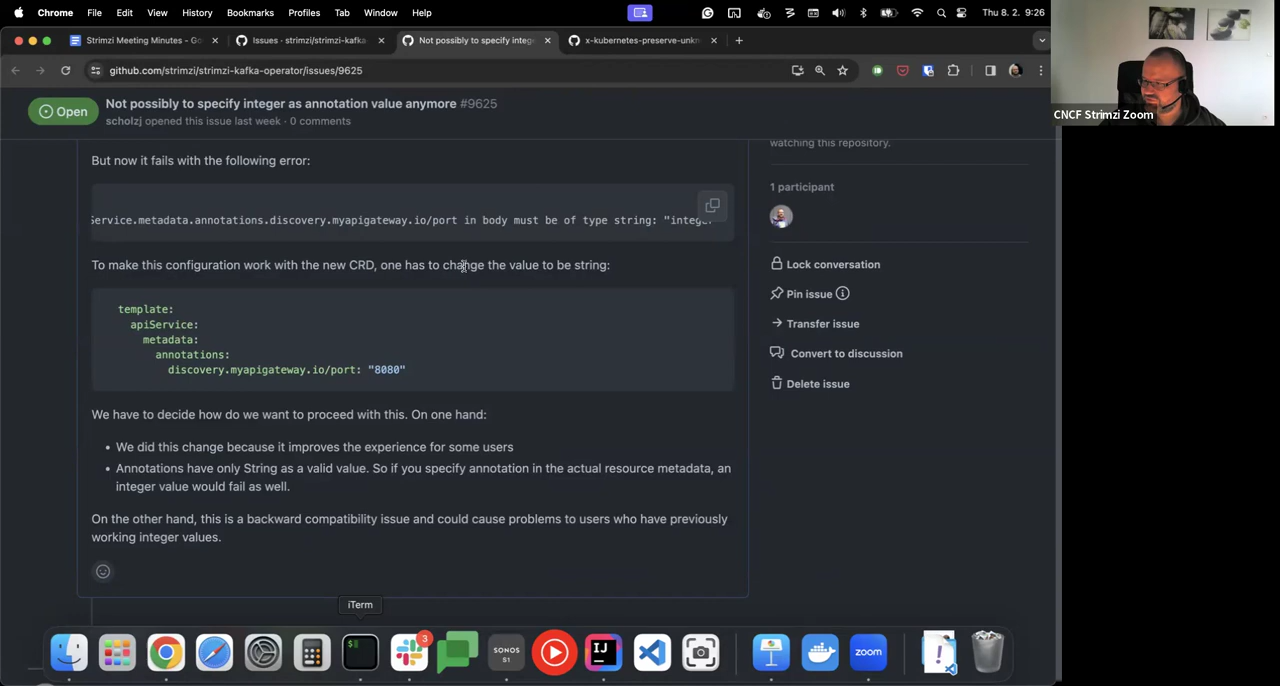 Chrome File Edit View History Bookmarks Profiles Tab Window Help
Thu 8. 2. 9:26
Strimzi Meeting Minutes - Go
Issues · strimzi/strimzi-kafka-
Not possibly to specify intege
x-kubernetes-preserve-unkn
github.com/strimzi/strimzi-kafka-operator/issues/9625
Open
Not possibly to specify integer as annotation value anymore #9625
scholzj opened this issue last week · 0 comments
CNCF Strimzi Zoom
watching this repository.
But now it fails with the following error:
Service.metadata.annotations.discovery.myapigateway.io/port in body must be of type string: "intege
1 participant
To make this configuration work with the new CRD, one has to change the value to be string:
template:
apiService:
metadata:
annotations:
discovery.myapigateway.io/port: "8080"
Lock conversation
Pin issue
Transfer issue
Convert to discussion
Delete issue
We have to decide how do we want to proceed with this. On one hand:
• We did this change because it improves the experience for some users
• Annotations have only String as a valid value. So if you specify annotation in the actual resource metadata, an
integer value would fail as well.
On the other hand, this is a backward compatibility issue and could cause problems to users who have previously
working integer values.
iTerm
3
SONOS
S1
IJ
zoom